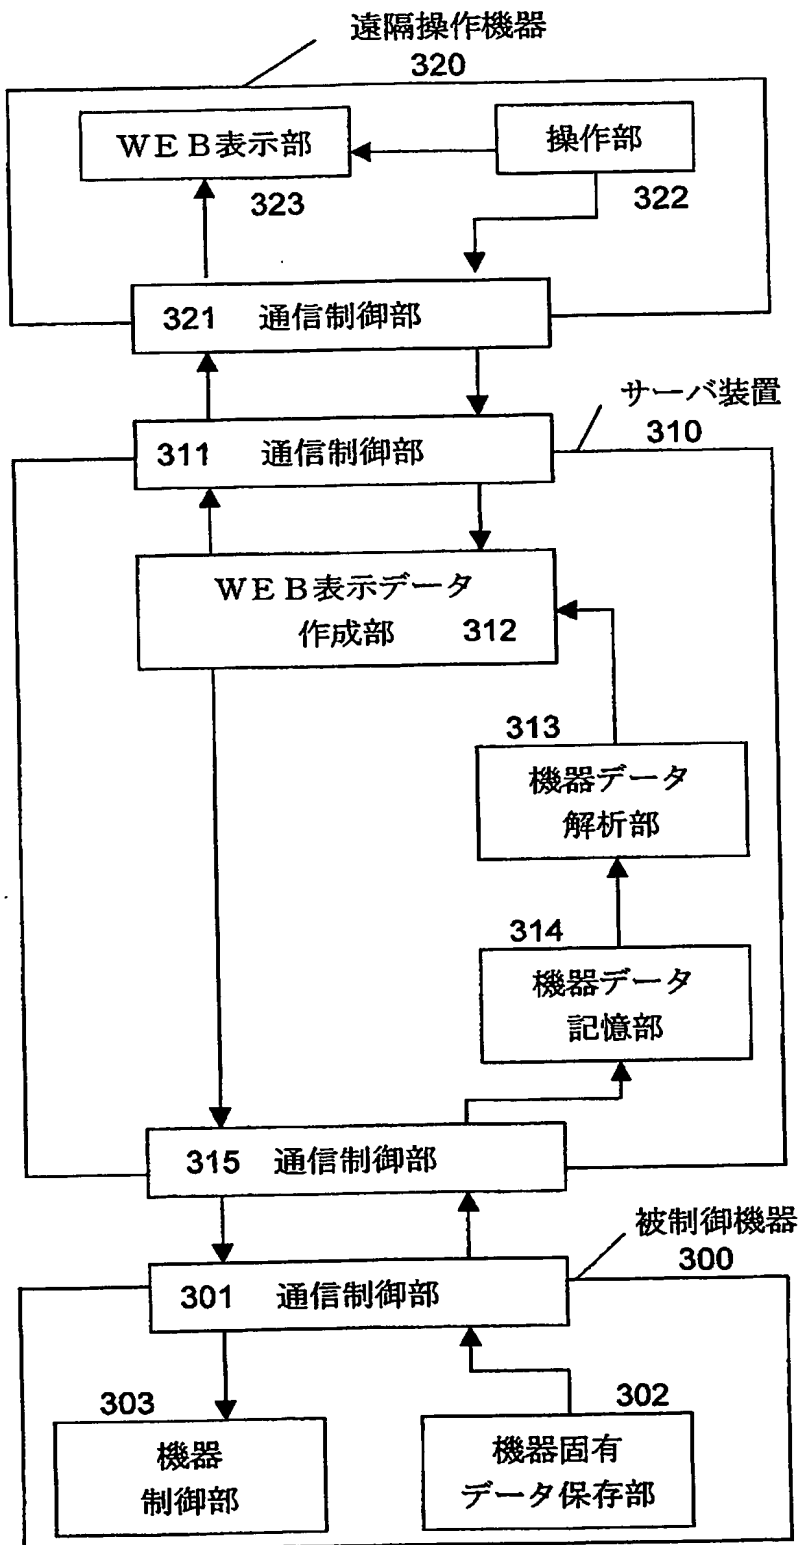 遠隔操作機器
320
WEB表示部
操作部
323
322
321 通信制御部
サーバ装置
310
311 通信制御部
WEB表示データ
作成部 312
313
機器データ
解析部
314
機器データ
記憶部
315 通信制御部
被制御機器
300
301 通信制御部
303
302
機器
制御部
機器固有
データ保存部